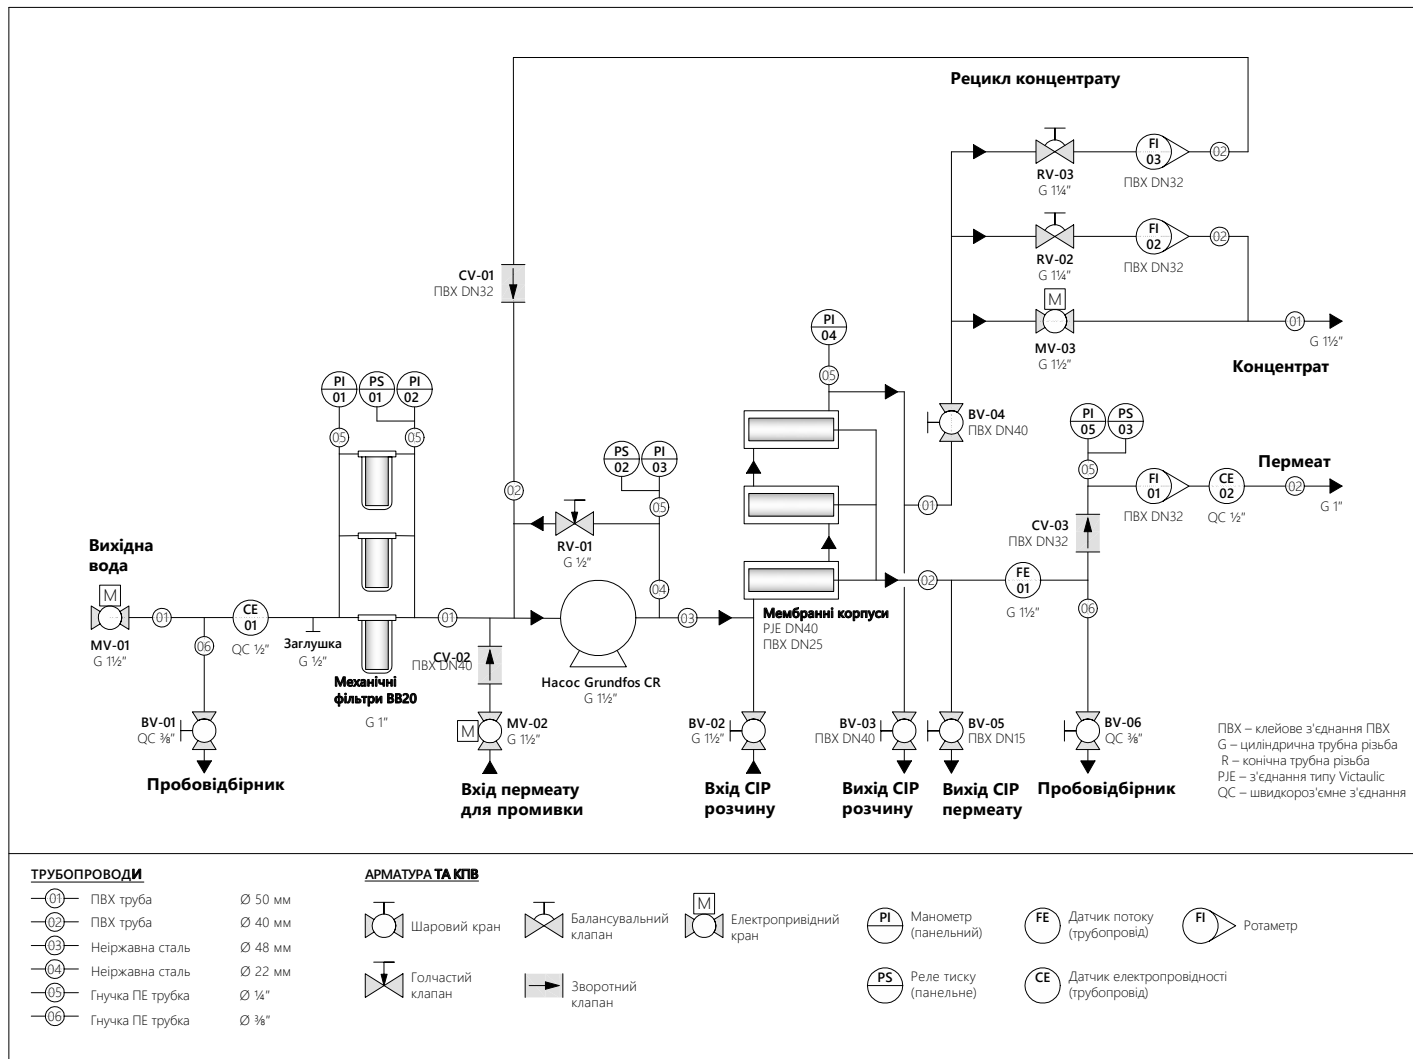 Рецикл концентрату
FI
03
02
RV-03
G 1¼"
ПВХ DN32
FI
02
02
RV-02
G 1¼"
ПВХ DN32
CV-01
ПВХ DN32
M
01
MV-03
G 1½"
G 1½"
Концентрат
PI
04
05
PI
01
PS
01
PI
02
05
05
BV-04
ПВХ DN40
PI
05
PS
03
05
PS
02
PI
03
05
02
01
Пермеат
FI
01
CE
02
02
ПВХ DN32
QC ½"
G 1"
CV-03
ПВХ DN32
RV-01
G ½"
Вихідна
вода
M
01
MV-01
G 1½"
06
CE
01
QC ½"
Заглушка
G ½"
Механічні
фільтри BB20
G 1"
01
CV-02
ПВХ DN40
04
03
Насос Grundfos CR
G 1½"
Мембранні корпуси
PJE DN40
ПВХ DN25
02
FE
01
G 1½"
06
BV-01
QC ⅜"
Пробовідбірник
M
MV-02
G 1½"
Вхід пермеату
для промивки
BV-02
G 1½"
Вхід CIP
розчину
BV-03
ПВХ DN40
Вихід CIP
розчину
BV-05
ПВХ DN15
Вихід CIP
пермеату
BV-06
QC ⅜"
Пробовідбірник
ПВХ – клейове з'єднання ПВХ
G – циліндрична трубна різьба
R – конічна трубна різьба
PJE – з'єднання типу Victaulic
QC – швидкороз'ємне з'єднання
ТРУБОПРОВОДИ
01 ПВХ труба Ø 50 мм
02 ПВХ труба Ø 40 мм
03 Неіржавна сталь Ø 48 мм
04 Неіржавна сталь Ø 22 мм
05 Гнучка ПЕ трубка Ø ¼"
06 Гнучка ПЕ трубка Ø ⅜"
АРМАТУРА ТА КПВ
Шаровий кран
Балансувальний
клапан
M
Електропривідний
кран
Голчастий
клапан
Зворотний
клапан
PI
Манометр
(панельний)
FE
Датчик потоку
(трубопровід)
FI
Ротаметр
PS
Реле тиску
(панельне)
CE
Датчик електропровідності
(трубопровід)